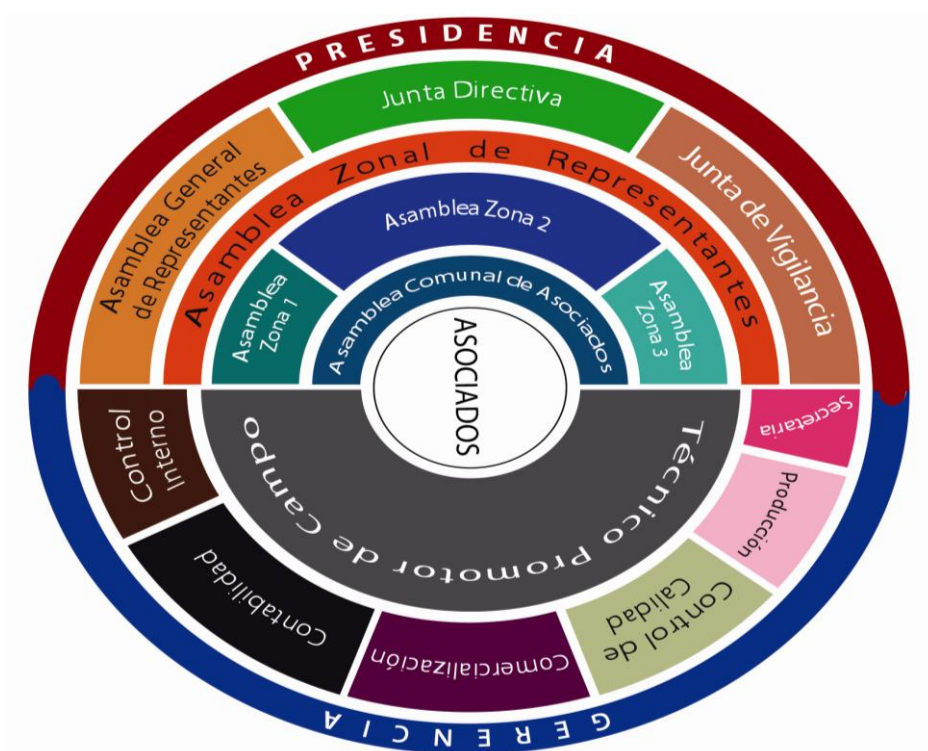 PRESIDENCIA
Junta Directiva
Asamblea General
de Representantes
Junta de Vigilancia
Asamblea Zonal de Representantes
Asamblea Zona 2
Asamblea
Zona 1
Asamblea
Zona 3
Asamblea Comunal de Asociados
ASOCIADOS
Técnico Promotor de Campo
Control
Interno
Contabilidad
Comercialización
Control de
Calidad
Producción
Secretaria
GERENCIA